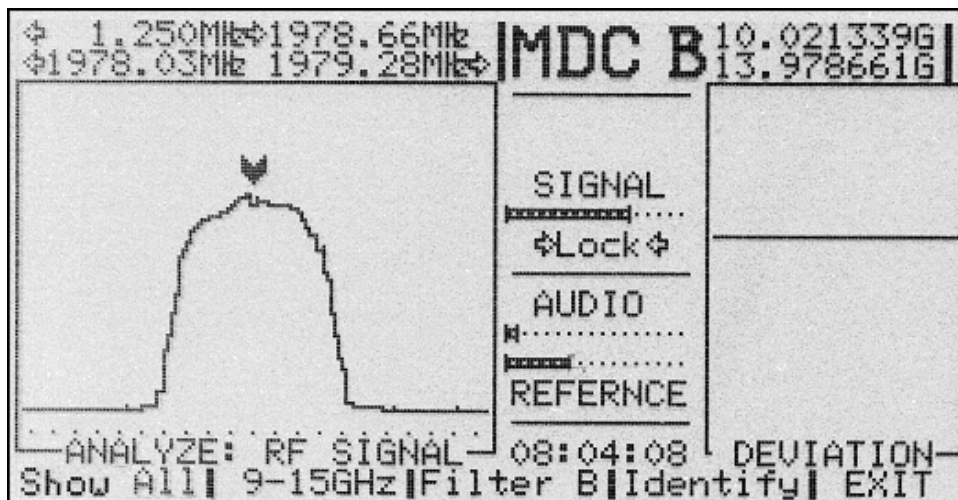 ⇦ 1.250MHz⇨1978.66MHz
⇦1978.03MHz 1979.28MHz⇨
MDC B
10.021339G
13.978661G
SIGNAL
⇨Lock⇦
AUDIO
REFERNCE
08:04:08
ANALYZE: RF SIGNAL
DEVIATION
Show All| 9-15GHz|Filter B|Identify| EXIT